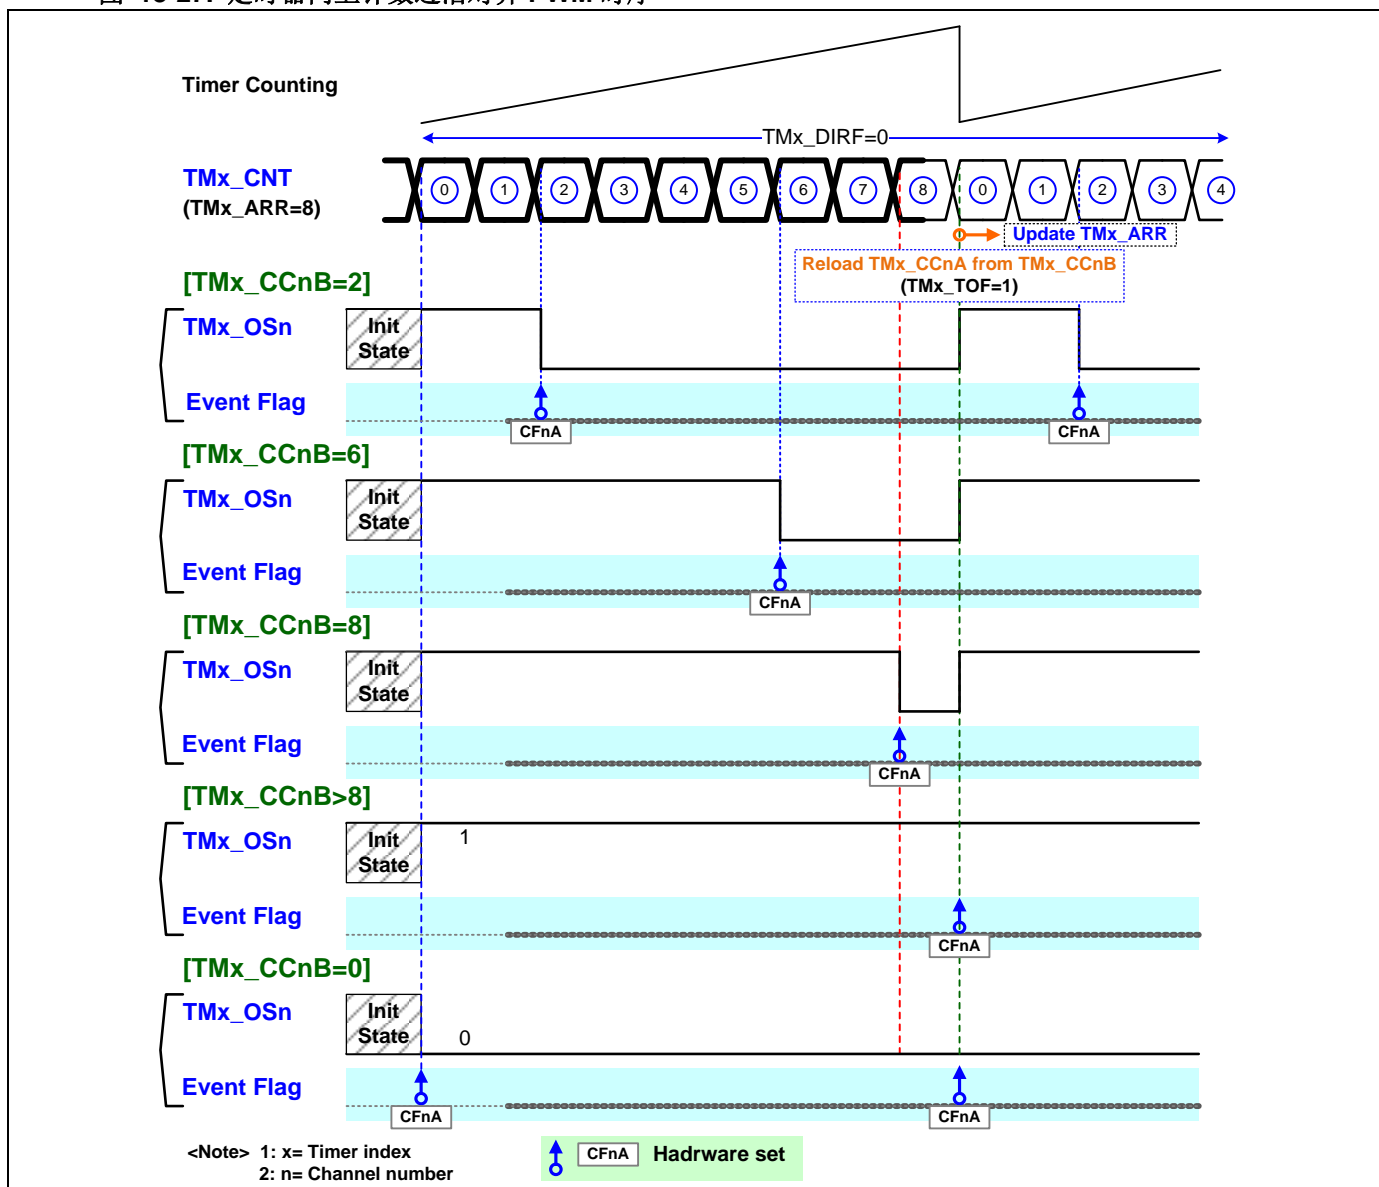 Timer Counting
TMx_DIRF=0
TMx_CNT
(TMx_ARR=8)
0 1 2 3 4 5 6 7 8 0 1 2 3 4
Update TMx_ARR
Reload TMx_CCnA from TMx_CCnB
(TMx_TOF=1)
[TMx_CCnB=2]
TMx_OSn
Init
State
Event Flag
CFnA
CFnA
[TMx_CCnB=6]
TMx_OSn
Init
State
Event Flag
CFnA
[TMx_CCnB=8]
TMx_OSn
Init
State
Event Flag
CFnA
[TMx_CCnB>8]
TMx_OSn
Init
State
1
Event Flag
CFnA
[TMx_CCnB=0]
TMx_OSn
Init
State
0
Event Flag
CFnA
CFnA
<Note> 1: x= Timer index
2: n= Channel number
CFnA Hadrware set